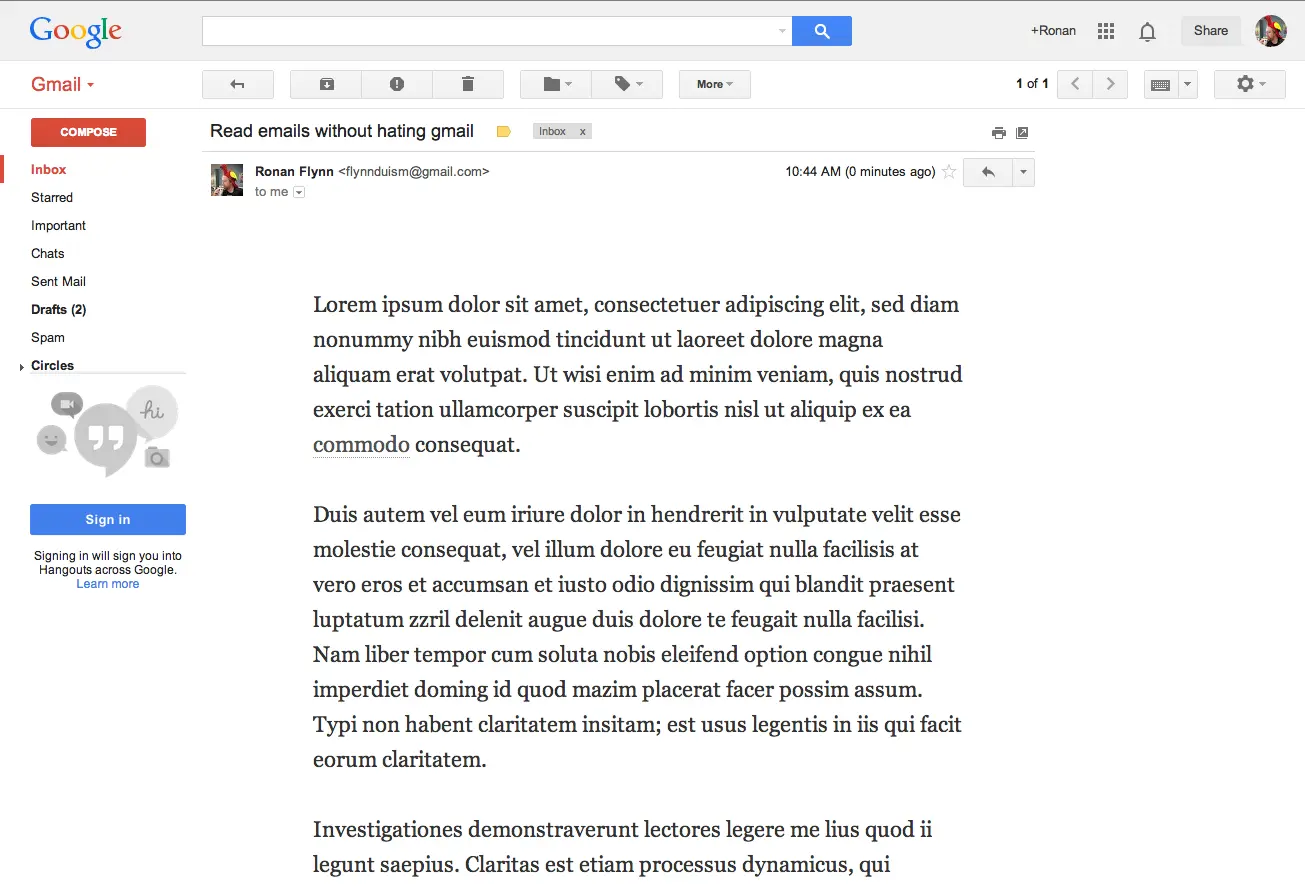 Google
+Ronan
Share
Gmail
More
1 of 1
COMPOSE
Read emails without hating gmail
Inbox x
Inbox
Starred
Important
Chats
Sent Mail
Drafts (2)
Spam
Circles
hi
Sign in
Signing in will sign you into
Hangouts across Google.
Learn more
Ronan Flynn <flynnduism@gmail.com>
10:44 AM (0 minutes ago)
to me
Lorem ipsum dolor sit amet, consectetuer adipiscing elit, sed diam
nonummy nibh euismod tincidunt ut laoreet dolore magna
aliquam erat volutpat. Ut wisi enim ad minim veniam, quis nostrud
exerci tation ullamcorper suscipit lobortis nisl ut aliquip ex ea
commodo consequat.
Duis autem vel eum iriure dolor in hendrerit in vulputate velit esse
molestie consequat, vel illum dolore eu feugiat nulla facilisis at
vero eros et accumsan et iusto odio dignissim qui blandit praesent
luptatum zzril delenit augue duis dolore te feugait nulla facilisi.
Nam liber tempor cum soluta nobis eleifend option congue nihil
imperdiet doming id quod mazim placerat facer possim assum.
Typi non habent claritatem insitam; est usus legentis in iis qui facit
eorum claritatem.
Investigationes demonstraverunt lectores legere me lius quod ii
legunt saepius. Claritas est etiam processus dynamicus, qui